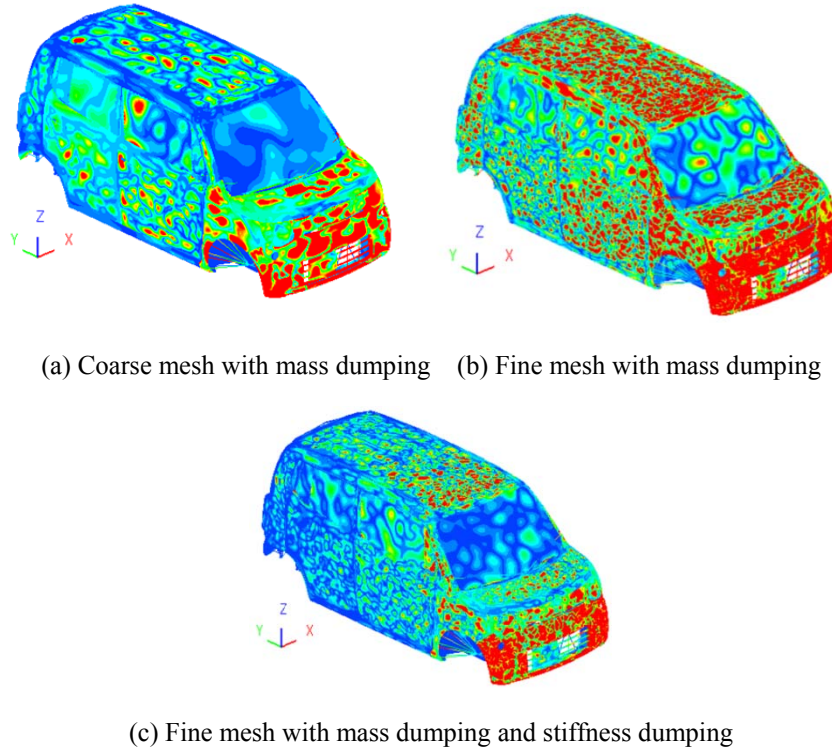 Z
Y X
Z
Y X
(a) Coarse mesh with mass dumping (b) Fine mesh with mass dumping
Z
Y X
(c) Fine mesh with mass dumping and stiffness dumping